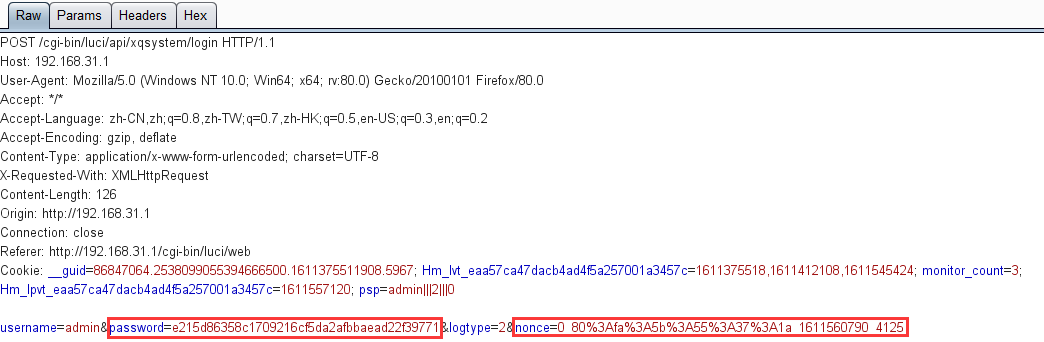 Raw Params Headers Hex
POST /cgi-bin/luci/api/xqsystem/login HTTP/1.1
Host: 192.168.31.1
User-Agent: Mozilla/5.0 (Windows NT 10.0; Win64; x64; rv:80.0) Gecko/20100101 Firefox/80.0
Accept: */*
Accept-Language: zh-CN,zh;q=0.8,zh-TW;q=0.7,zh-HK;q=0.5,en-US;q=0.3,en;q=0.2
Accept-Encoding: gzip, deflate
Content-Type: application/x-www-form-urlencoded; charset=UTF-8
X-Requested-With: XMLHttpRequest
Content-Length: 126
Origin: http://192.168.31.1
Connection: close
Referer: http://192.168.31.1/cgi-bin/luci/web
Cookie: __guid=86847064.2538099055394666500.1611375511908.5967; Hm_lvt_eaa57ca47dacb4ad4f5a257001a3457c=1611375518,1611412108,1611545424; monitor_count=3;
Hm_lpvt_eaa57ca47dacb4ad4f5a257001a3457c=1611557120; psp=admin|||2|||0
username=admin&password=e215d86358c1709216cf5da2afbbaead22f39771&logtype=2&nonce=0_80%3Afa%3A5b%3A55%3A37%3A1a_1611560790_4125